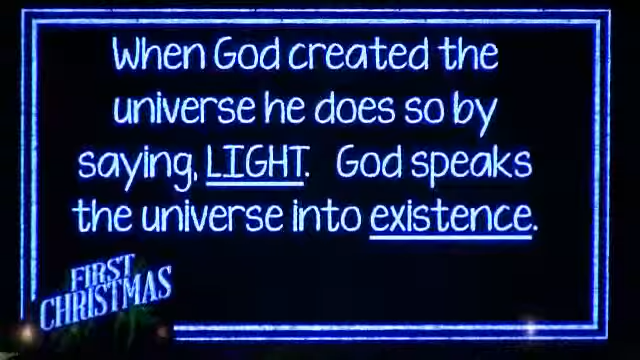 When God created the
universe he does so by
saying, LIGHT. God speaks
the universe into existence.
FIRST
CHRISTMAS